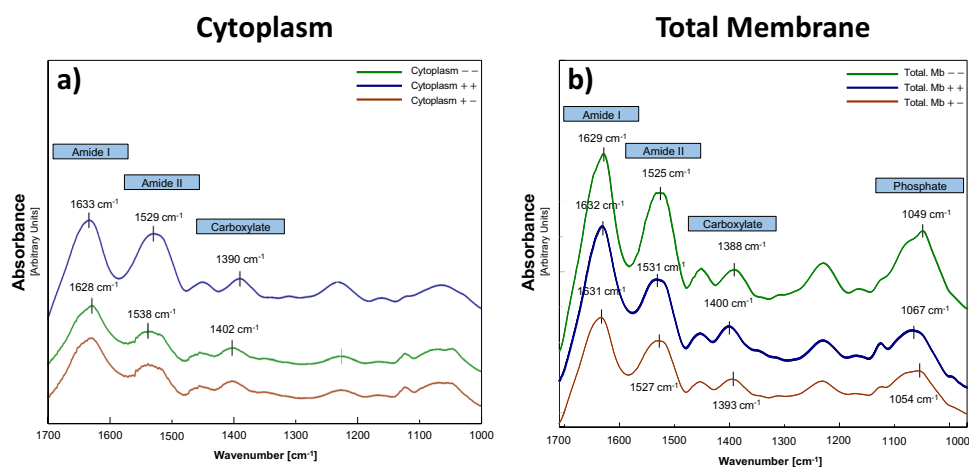 Cytoplasm
a)
Cytoplasm – –
Cytoplasm + +
Cytoplasm + –
Amide I
Amide II
Carboxylate
1633 cm⁻¹
1529 cm⁻¹
1390 cm⁻¹
1628 cm⁻¹
1538 cm⁻¹
1402 cm⁻¹
Absorbance
[Arbitrary Units]
1700 1600 1500 1400 1300 1200 1100 1000
Wavenumber [cm⁻¹]
Total Membrane
b)
Total. Mb – –
Total. Mb + +
Total. Mb + –
Amide I
1629 cm⁻¹
Amide II
1525 cm⁻¹
Phosphate
1632 cm⁻¹
Carboxylate
1049 cm⁻¹
1388 cm⁻¹
1531 cm⁻¹
1631 cm⁻¹
1400 cm⁻¹
1067 cm⁻¹
1527 cm⁻¹
1393 cm⁻¹
1054 cm⁻¹
Absorbance
[Arbitrary Units]
1700 1600 1500 1400 1300 1200 1100 1000
Wavenumber [cm⁻¹]